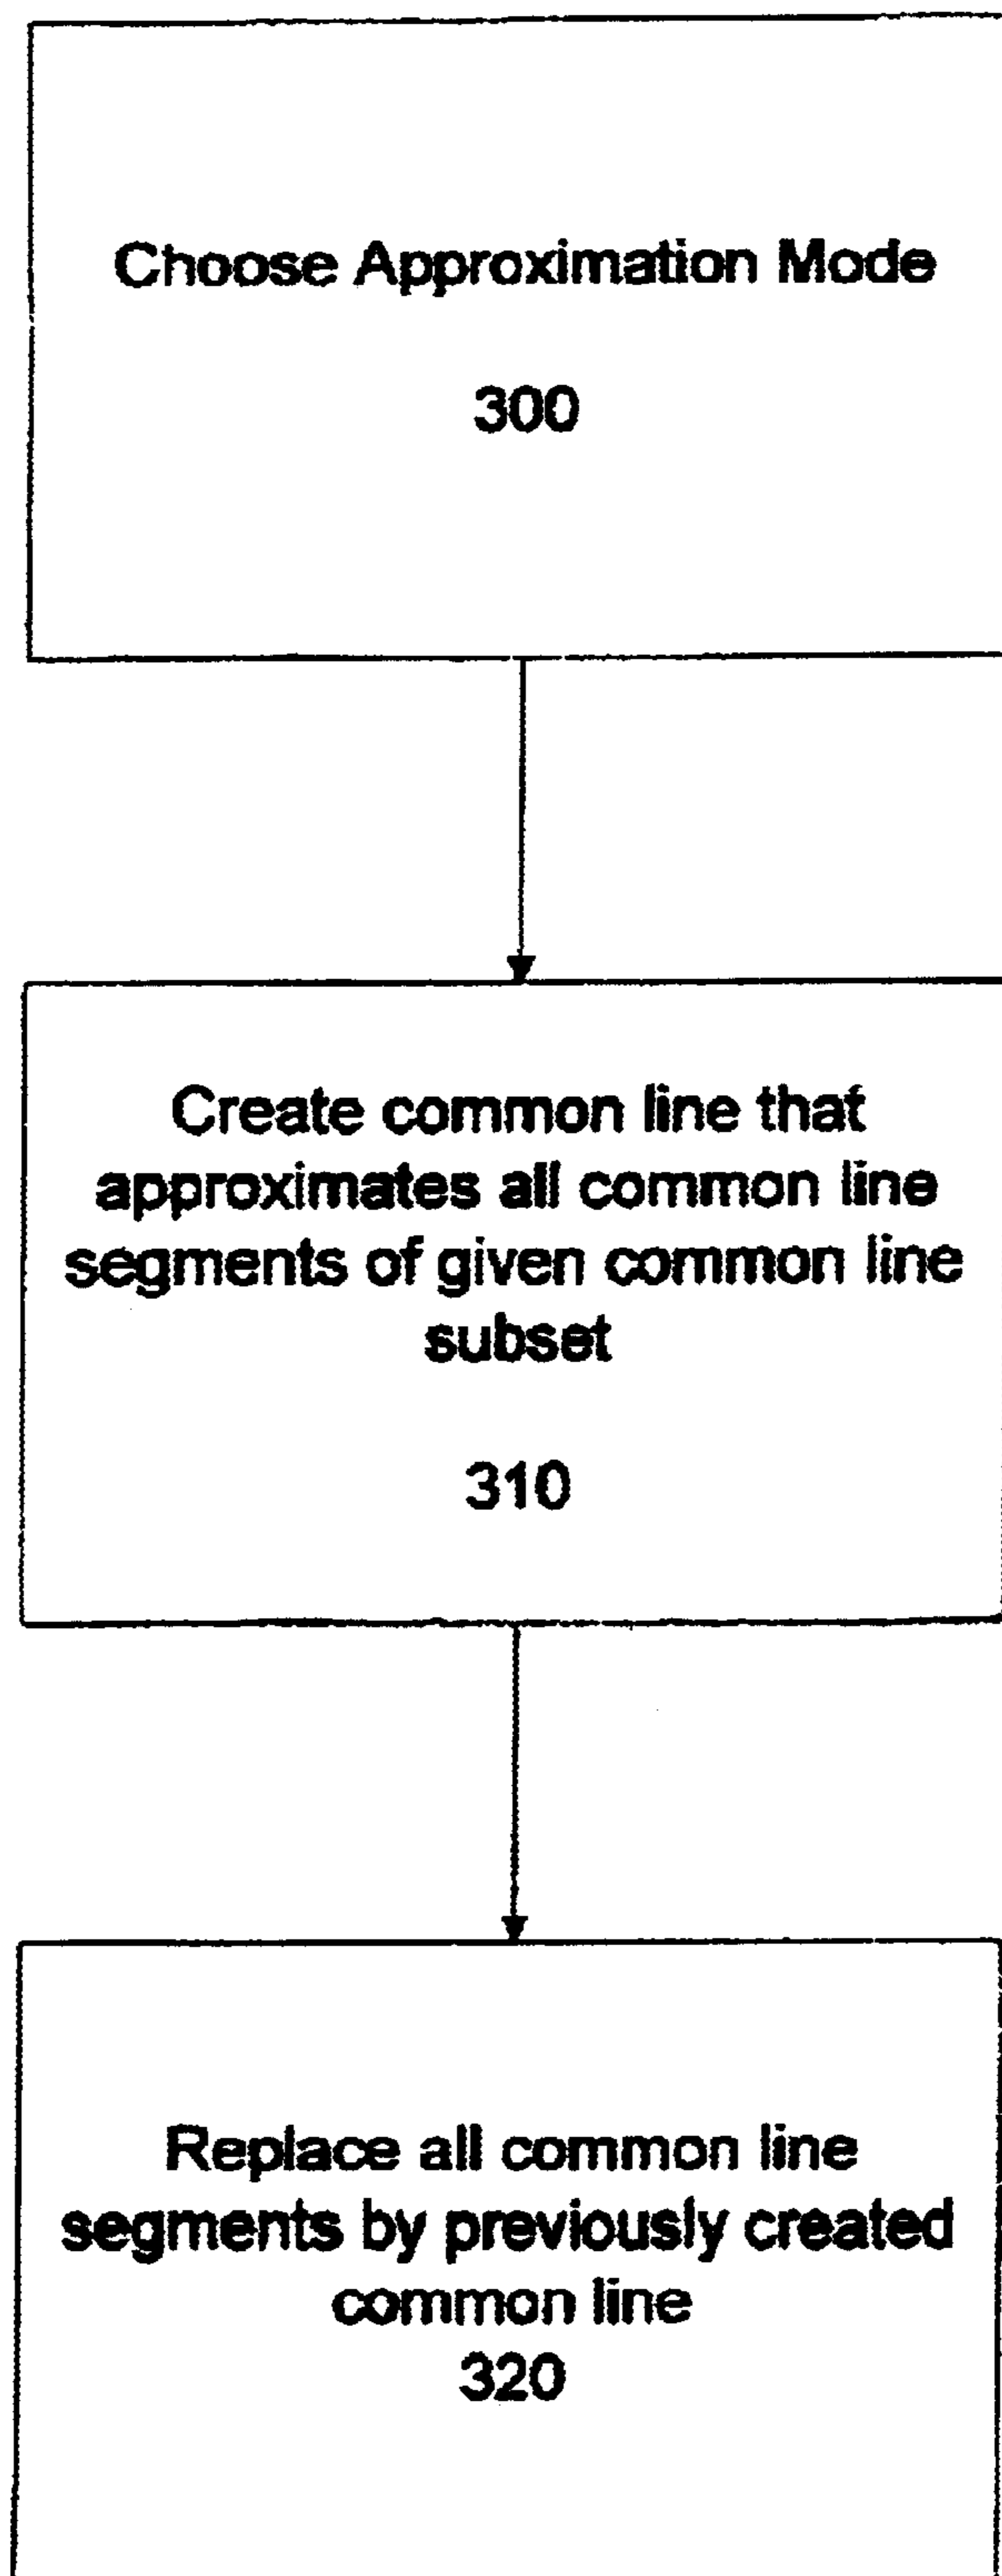 Choose Approximation Mode
300
Create common line that
approximates all common line
segments of given common line
subset
310
Replace all common line
segments by previously created
common line
320